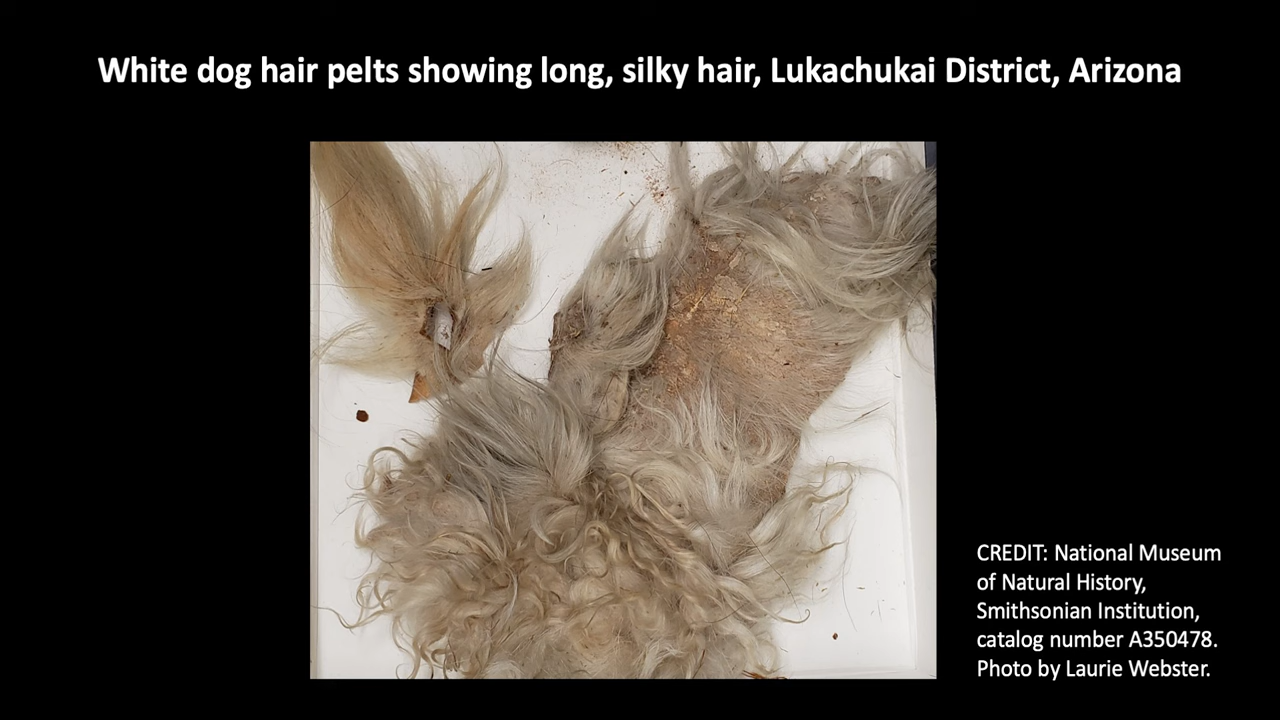 White dog hair pelts showing long, silky hair, Lukachukai District, Arizona
CREDIT: National Museum
of Natural History,
Smithsonian Institution,
catalog number A350478.
Photo by Laurie Webster.